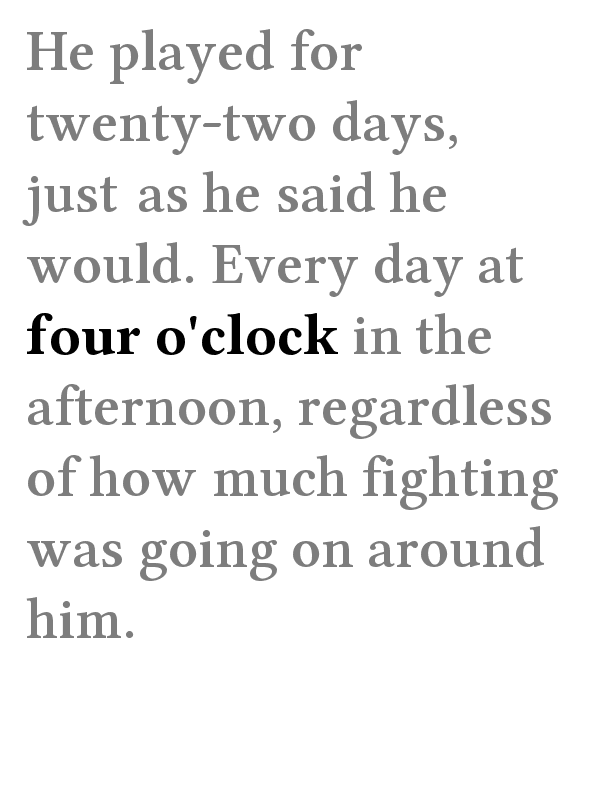 He played for
twenty-two days,
just as he said he
would. Every day at
four o'clock in the
afternoon, regardless
of how much fighting
was going on around
him.